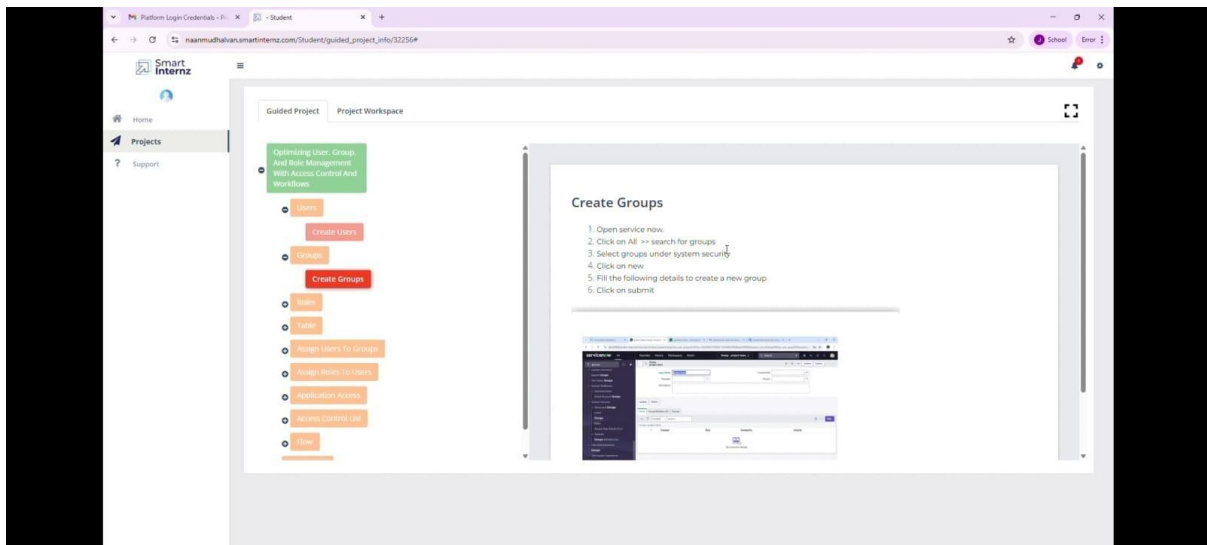 Platform Login Credentials - Pr
- Student
naanmudhalvan.smartinternz.com/Student/guided_project_info/32256#
School
Error
Smart
Internz
Home
Projects
Support
Guided Project
Project Workspace
Optimizing User, Group,
And Role Management
With Access Control And
Workflows
Users
Create Users
Groups
Create Groups
Roles
Table
Assign Users To Groups
Assign Roles To Users
Application Access
Access Control List
Flow
Create Groups
1. Open service now.
2. Click on All >> search for groups
3. Select groups under system security
4. Click on new
5. Fill the following details to create a new group
6. Click on submit
servicenow